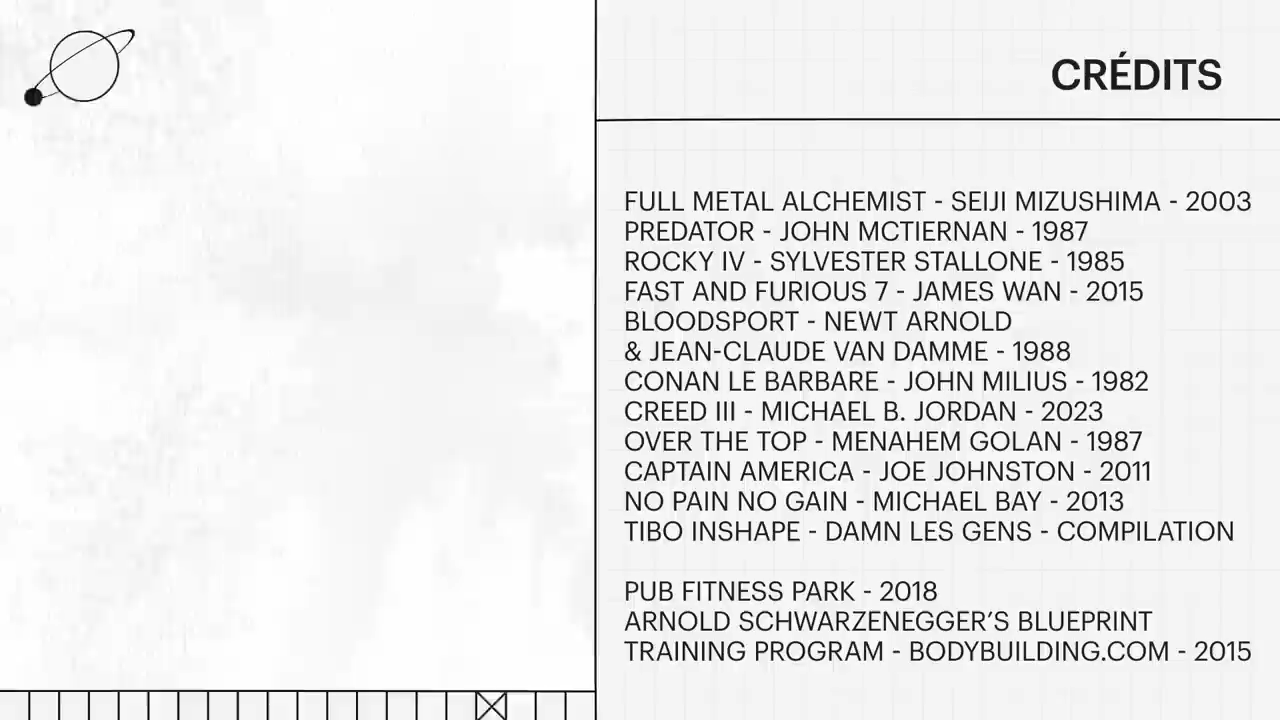 CRÉDITS
FULL METAL ALCHEMIST - SEIJI MIZUSHIMA - 2003
PREDATOR - JOHN MCTIERNAN - 1987
ROCKY IV - SYLVESTER STALLONE - 1985
FAST AND FURIOUS 7 - JAMES WAN - 2015
BLOODSPORT - NEWT ARNOLD
& JEAN-CLAUDE VAN DAMME - 1988
CONAN LE BARBARE - JOHN MILIUS - 1982
CREED III - MICHAEL B. JORDAN - 2023
OVER THE TOP - MENAHEM GOLAN - 1987
CAPTAIN AMERICA - JOE JOHNSTON - 2011
NO PAIN NO GAIN - MICHAEL BAY - 2013
TIBO INSHAPE - DAMN LES GENS - COMPILATION
PUB FITNESS PARK - 2018
ARNOLD SCHWARZENEGGER’S BLUEPRINT
TRAINING PROGRAM - BODYBUILDING.COM - 2015